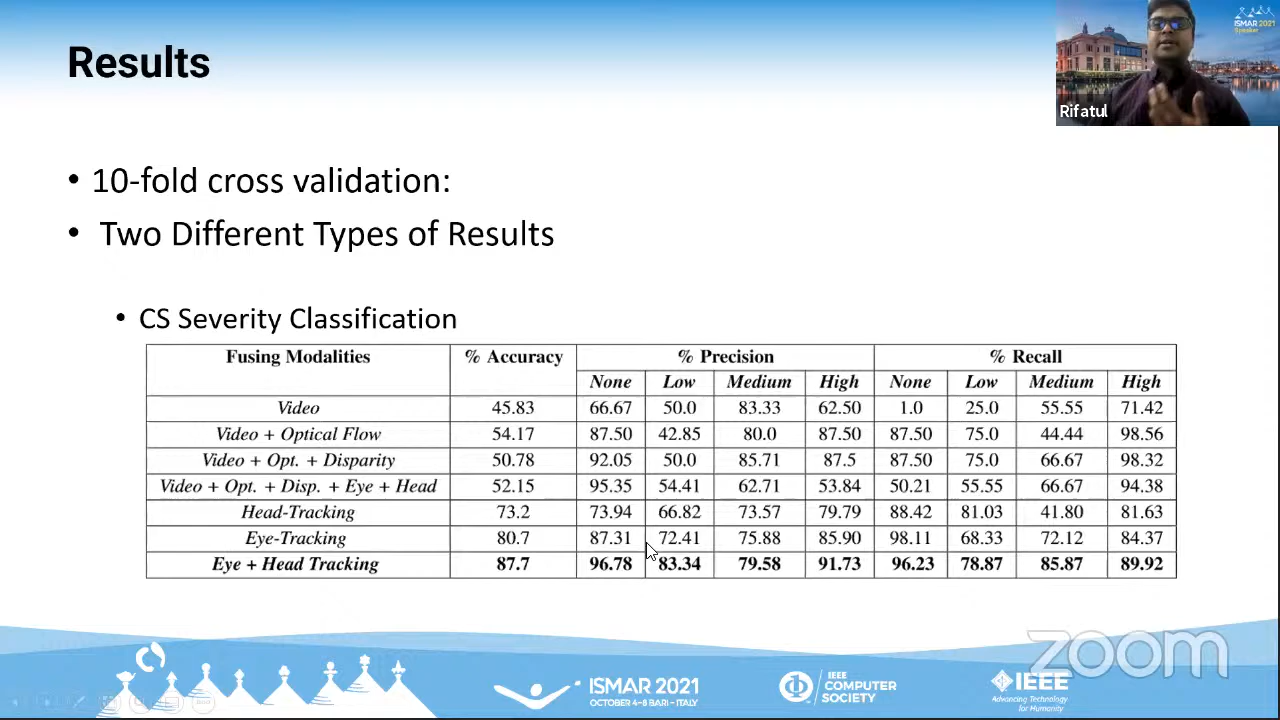 Results
ISMAR 2021
Speaker
Rifatul
• 10-fold cross validation:
• Two Different Types of Results
• CS Severity Classification
Fusing Modalities % Accuracy % Precision % Recall
None Low Medium High None Low Medium High
Video 45.83 66.67 50.0 83.33 62.50 1.0 25.0 55.55 71.42
Video + Optical Flow 54.17 87.50 42.85 80.0 87.50 87.50 75.0 44.44 98.56
Video + Opt. + Disparity 50.78 92.05 50.0 85.71 87.5 87.50 75.0 66.67 98.32
Video + Opt. + Disp. + Eye + Head 52.15 95.35 54.41 62.71 53.84 50.21 55.55 66.67 94.38
Head-Tracking 73.2 73.94 66.82 73.57 79.79 88.42 81.03 41.80 81.63
Eye-Tracking 80.7 87.31 72.41 75.88 85.90 98.11 68.33 72.12 84.37
Eye + Head Tracking 87.7 96.78 83.34 79.58 91.73 96.23 78.87 85.87 89.92
zoom
ISMAR 2021
OCTOBER 4-8 BARI - ITALY
IEEE
COMPUTER
SOCIETY
IEEE
Advancing Technology
for Humanity